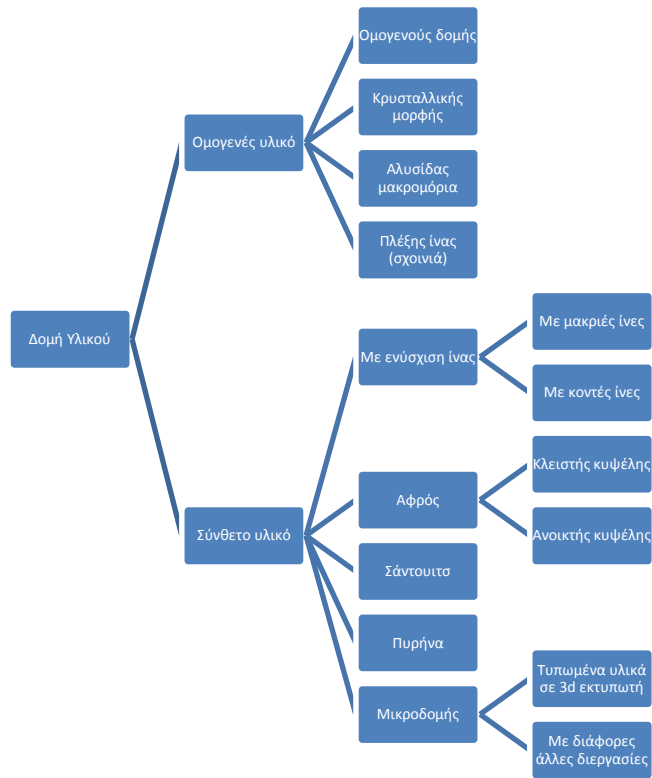 Ομογενούς δομής
Κρυσταλλικής
μορφής
Ομογενές υλικό
Αλυσίδας
μακρομόρια
Πλέξης ίνας
(σχοινιά)
Δομή Υλικού
Με ενύσχιση ίνας
Με μακριές ίνες
Με κοντές ίνες
Σύνθετο υλικό
Αφρός
Κλειστής κυψέλης
Ανοικτής κυψέλης
Σάντουιτσ
Πυρήνα
Μικροδομής
Τυπωμένα υλικά
σε 3d εκτυπωτή
Με διάφορες
άλλες διεργασίες